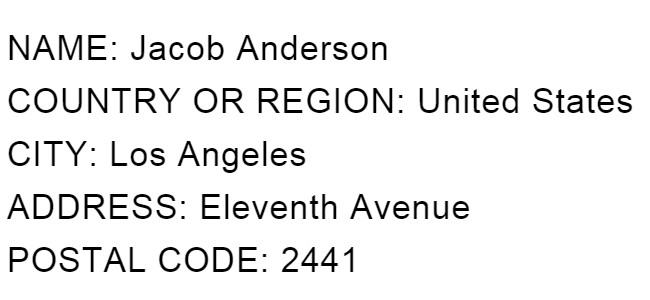 NAME: Jacob Anderson
COUNTRY OR REGION: United States
CITY: Los Angeles
ADDRESS: Eleventh Avenue
POSTAL CODE: 2441